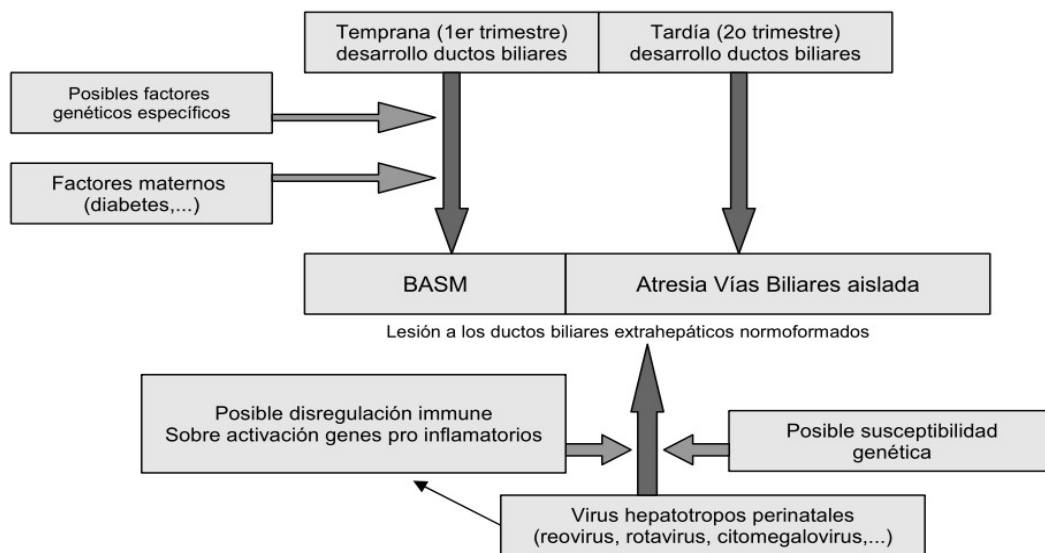 Temprana (1er trimestre)
desarrollo ductos biliares
Tardía (2o trimestre)
desarrollo ductos biliares
Posibles factores
genéticos específicos
Factores maternos
(diabetes,...)
BASM
Atresia Vías Biliares aislada
Lesión a los ductos biliares extrahepáticos normoformados
Posible disregulación immune
Sobre activación genes pro inflamatorios
Posible susceptibilidad
genética
Virus hepatotropos perinatales
(reovirus, rotavirus, citomegalovirus,...)